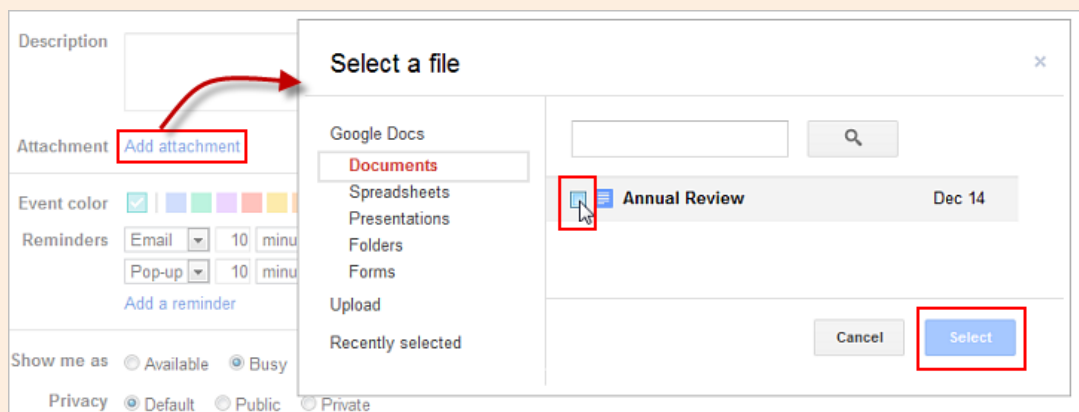 Description
Attachment Add attachment
Event color
Reminders Email 10 minu
Pop-up 10 minu
Add a reminder
Show me as Available Busy
Privacy Default Public Private
Select a file
×
Google Docs
Documents
Spreadsheets
Presentations
Folders
Forms
Upload
Recently selected
Annual Review Dec 14
Cancel Select